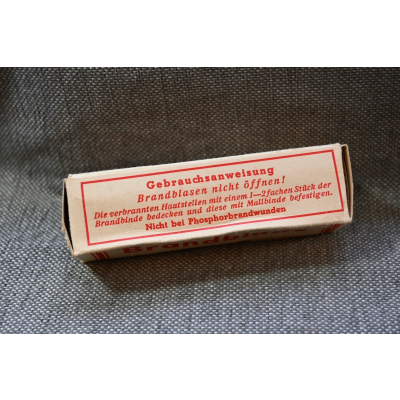 Gebrauchsanweisung
Brandblasen nicht öffnen!
Die verbrannten Hautstellen mit einem 1—2fachen Stück der
Brandbinde bedecken und diese mit Mullbinde befestigen.
Nicht bei Phosphorbrandwunden
Brandbinde